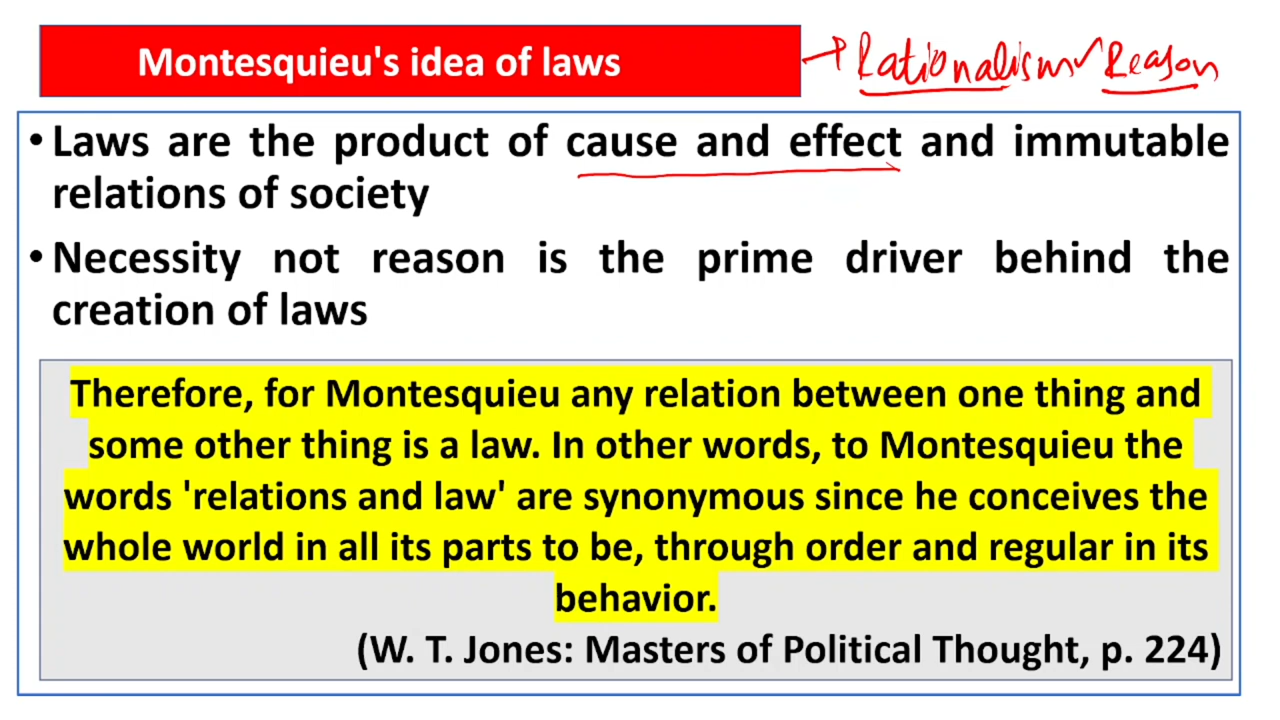 Montesquieu's idea of laws → Rationalism ✓ Reason
• Laws are the product of cause and effect and immutable
relations of society
• Necessity not reason is the prime driver behind the
creation of laws
Therefore, for Montesquieu any relation between one thing and
some other thing is a law. In other words, to Montesquieu the
words 'relations and law' are synonymous since he conceives the
whole world in all its parts to be, through order and regular in its
behavior.
(W. T. Jones: Masters of Political Thought, p. 224)